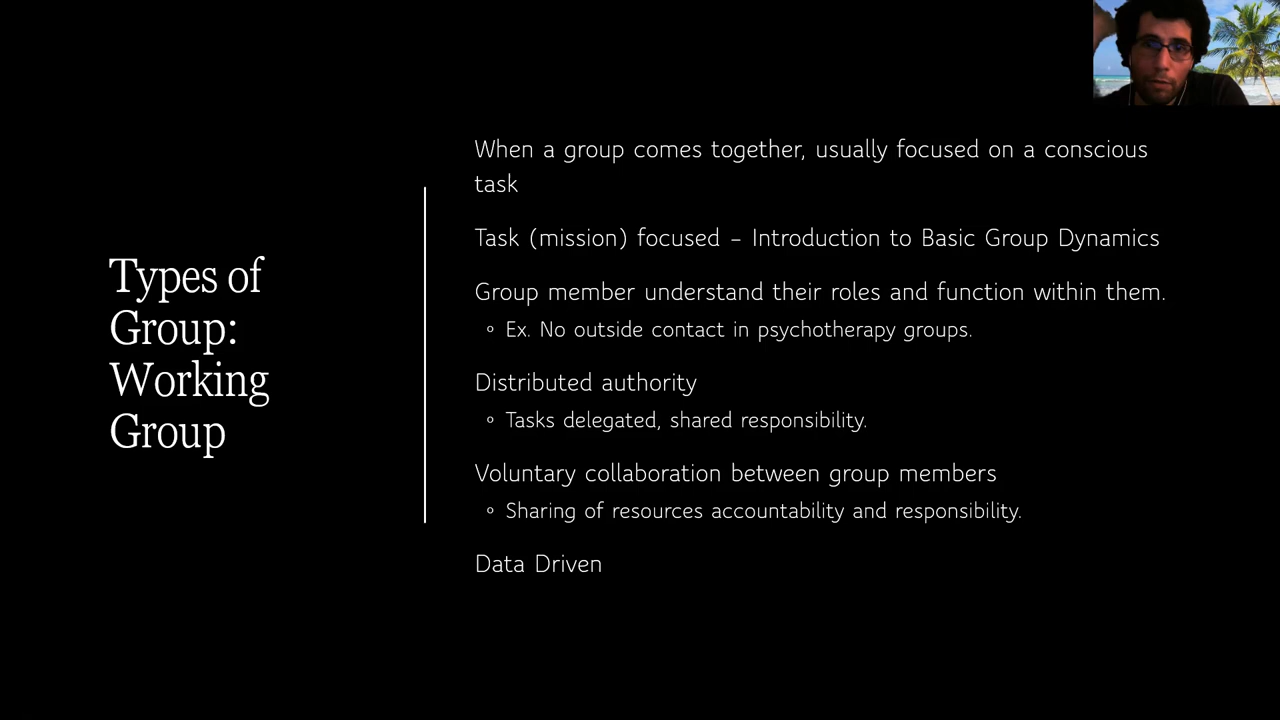 Types of
Group:
Working
Group
When a group comes together, usually focused on a conscious
task
Task (mission) focused – Introduction to Basic Group Dynamics
Group member understand their roles and function within them.
◦ Ex. No outside contact in psychotherapy groups.
Distributed authority
◦ Tasks delegated, shared responsibility.
Voluntary collaboration between group members
◦ Sharing of resources accountability and responsibility.
Data Driven